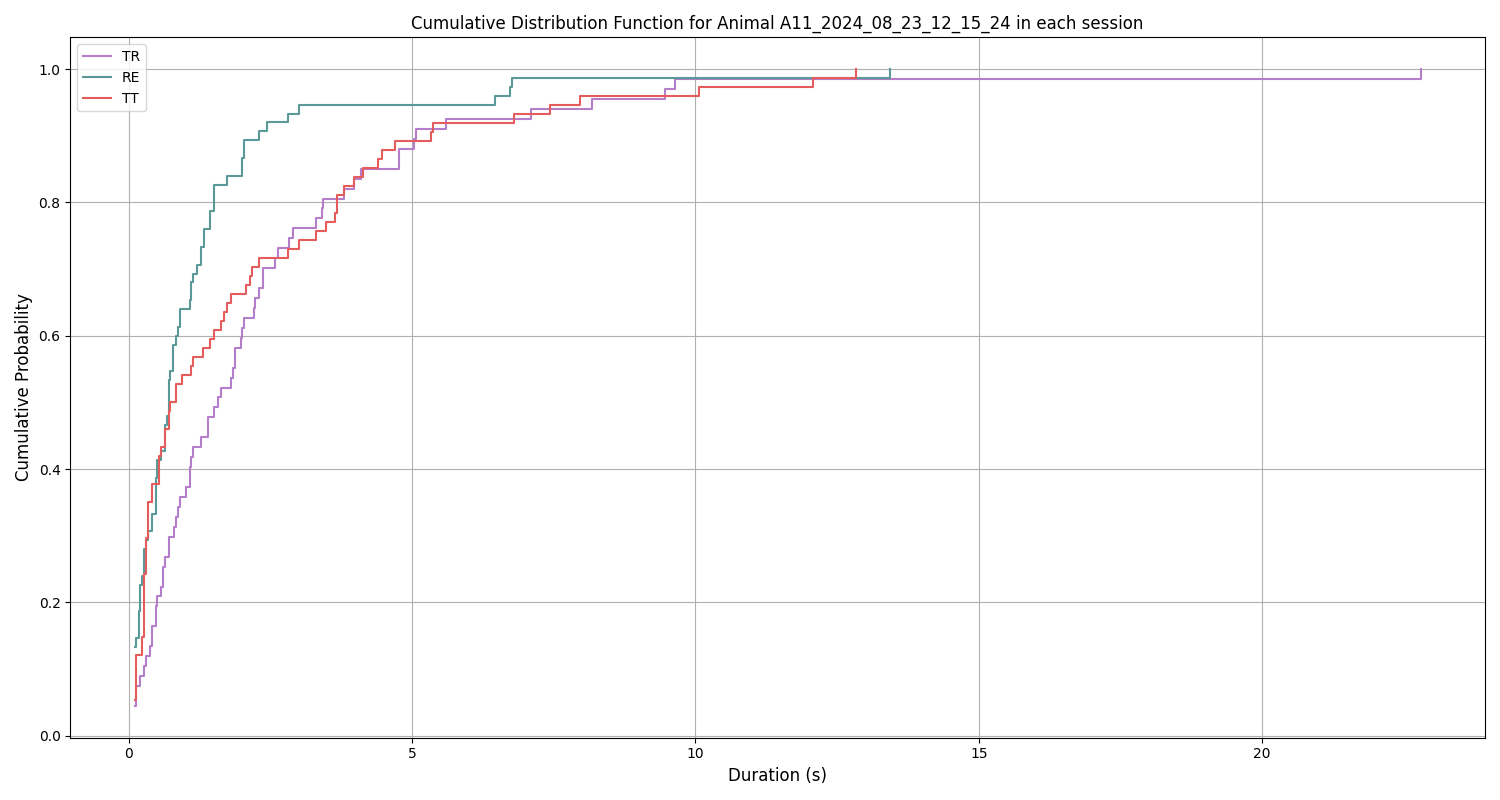 Cumulative Distribution Function for Animal A11_2024_08_23_12_15_24 in each session
TR
RE
TT
1.0
0.8
0.6
0.4
0.2
0.0
Cumulative Probability
0
5
10
15
20
Duration (s)